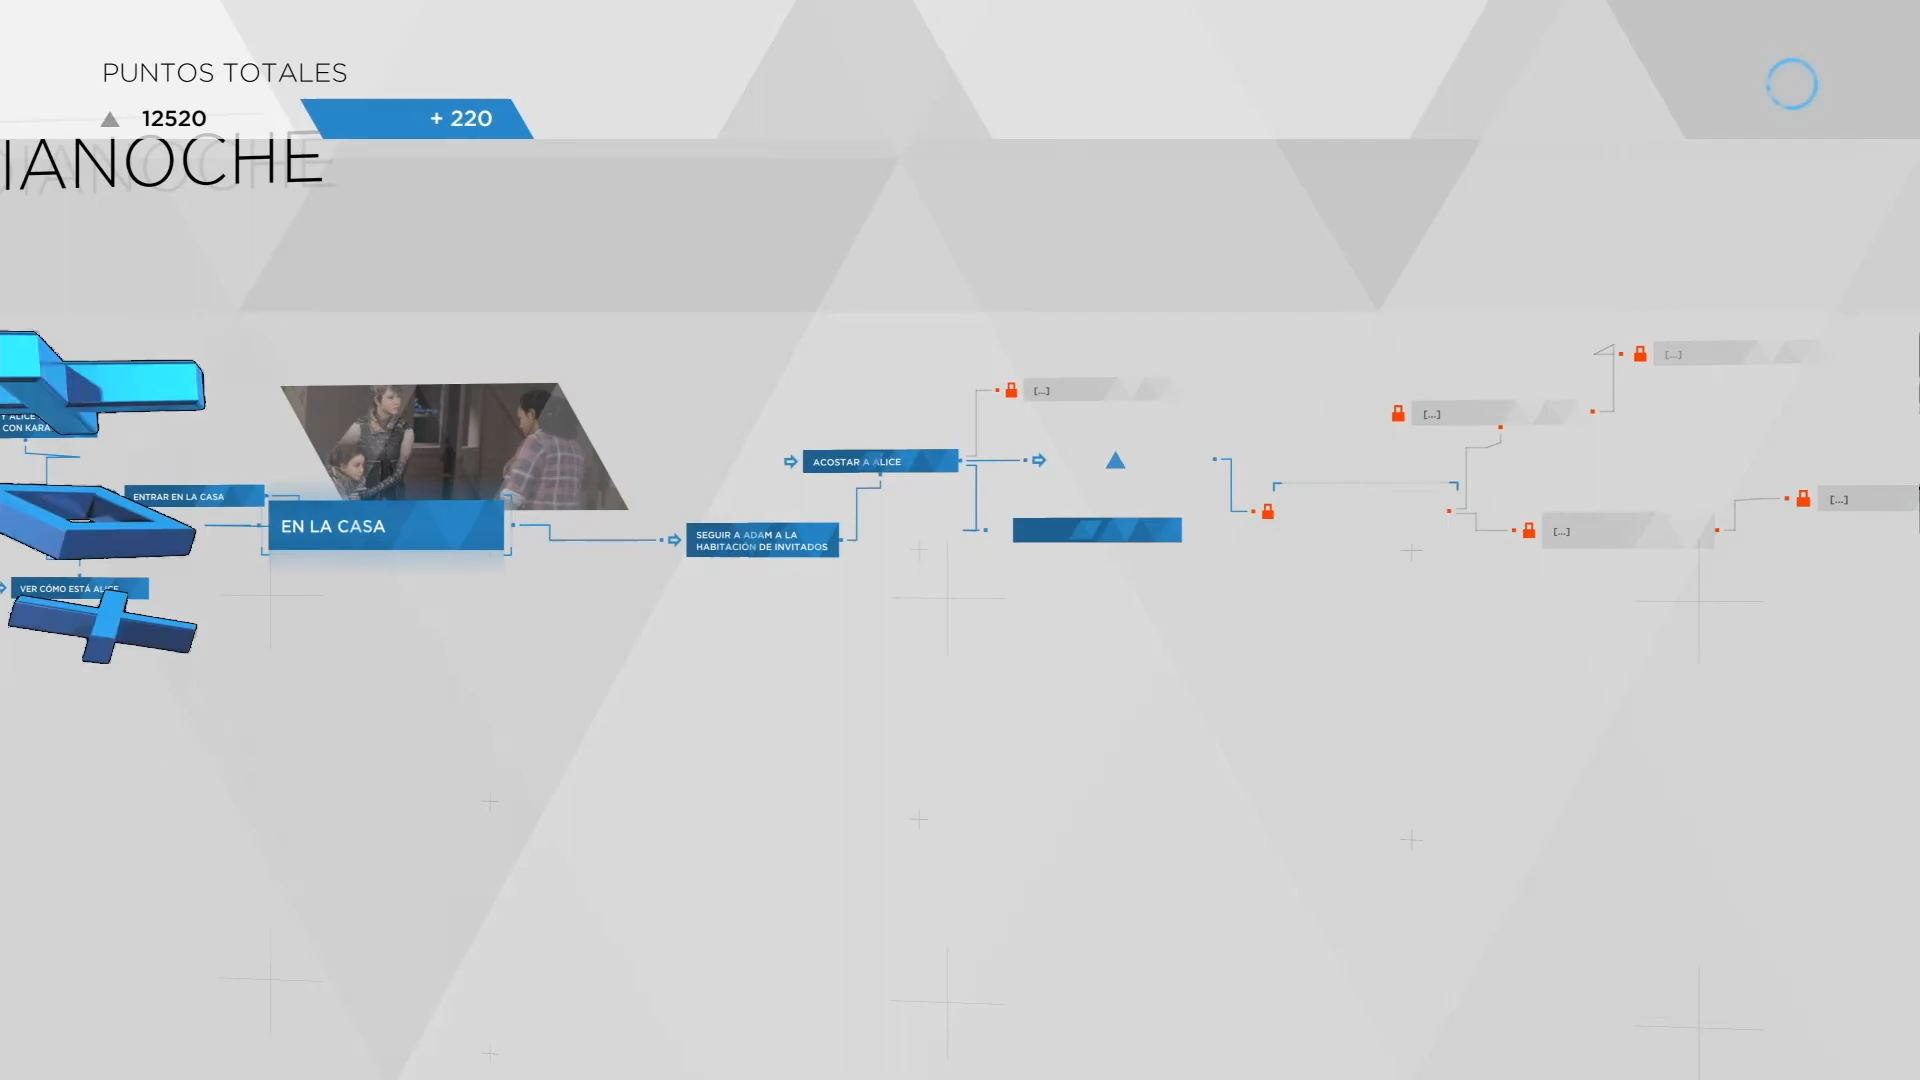 PUNTOS TOTALES
12520
+ 220
IANOCHE
[...]
[...]
[...]
Y ALICE
CON KARA
ACOSTAR A ALICE
ENTRAR EN LA CASA
[...]
EN LA CASA
SEGUIR A ADAM A LA
HABITACIÓN DE INVITADOS
[...]
VER CÓMO ESTÁ ALICE